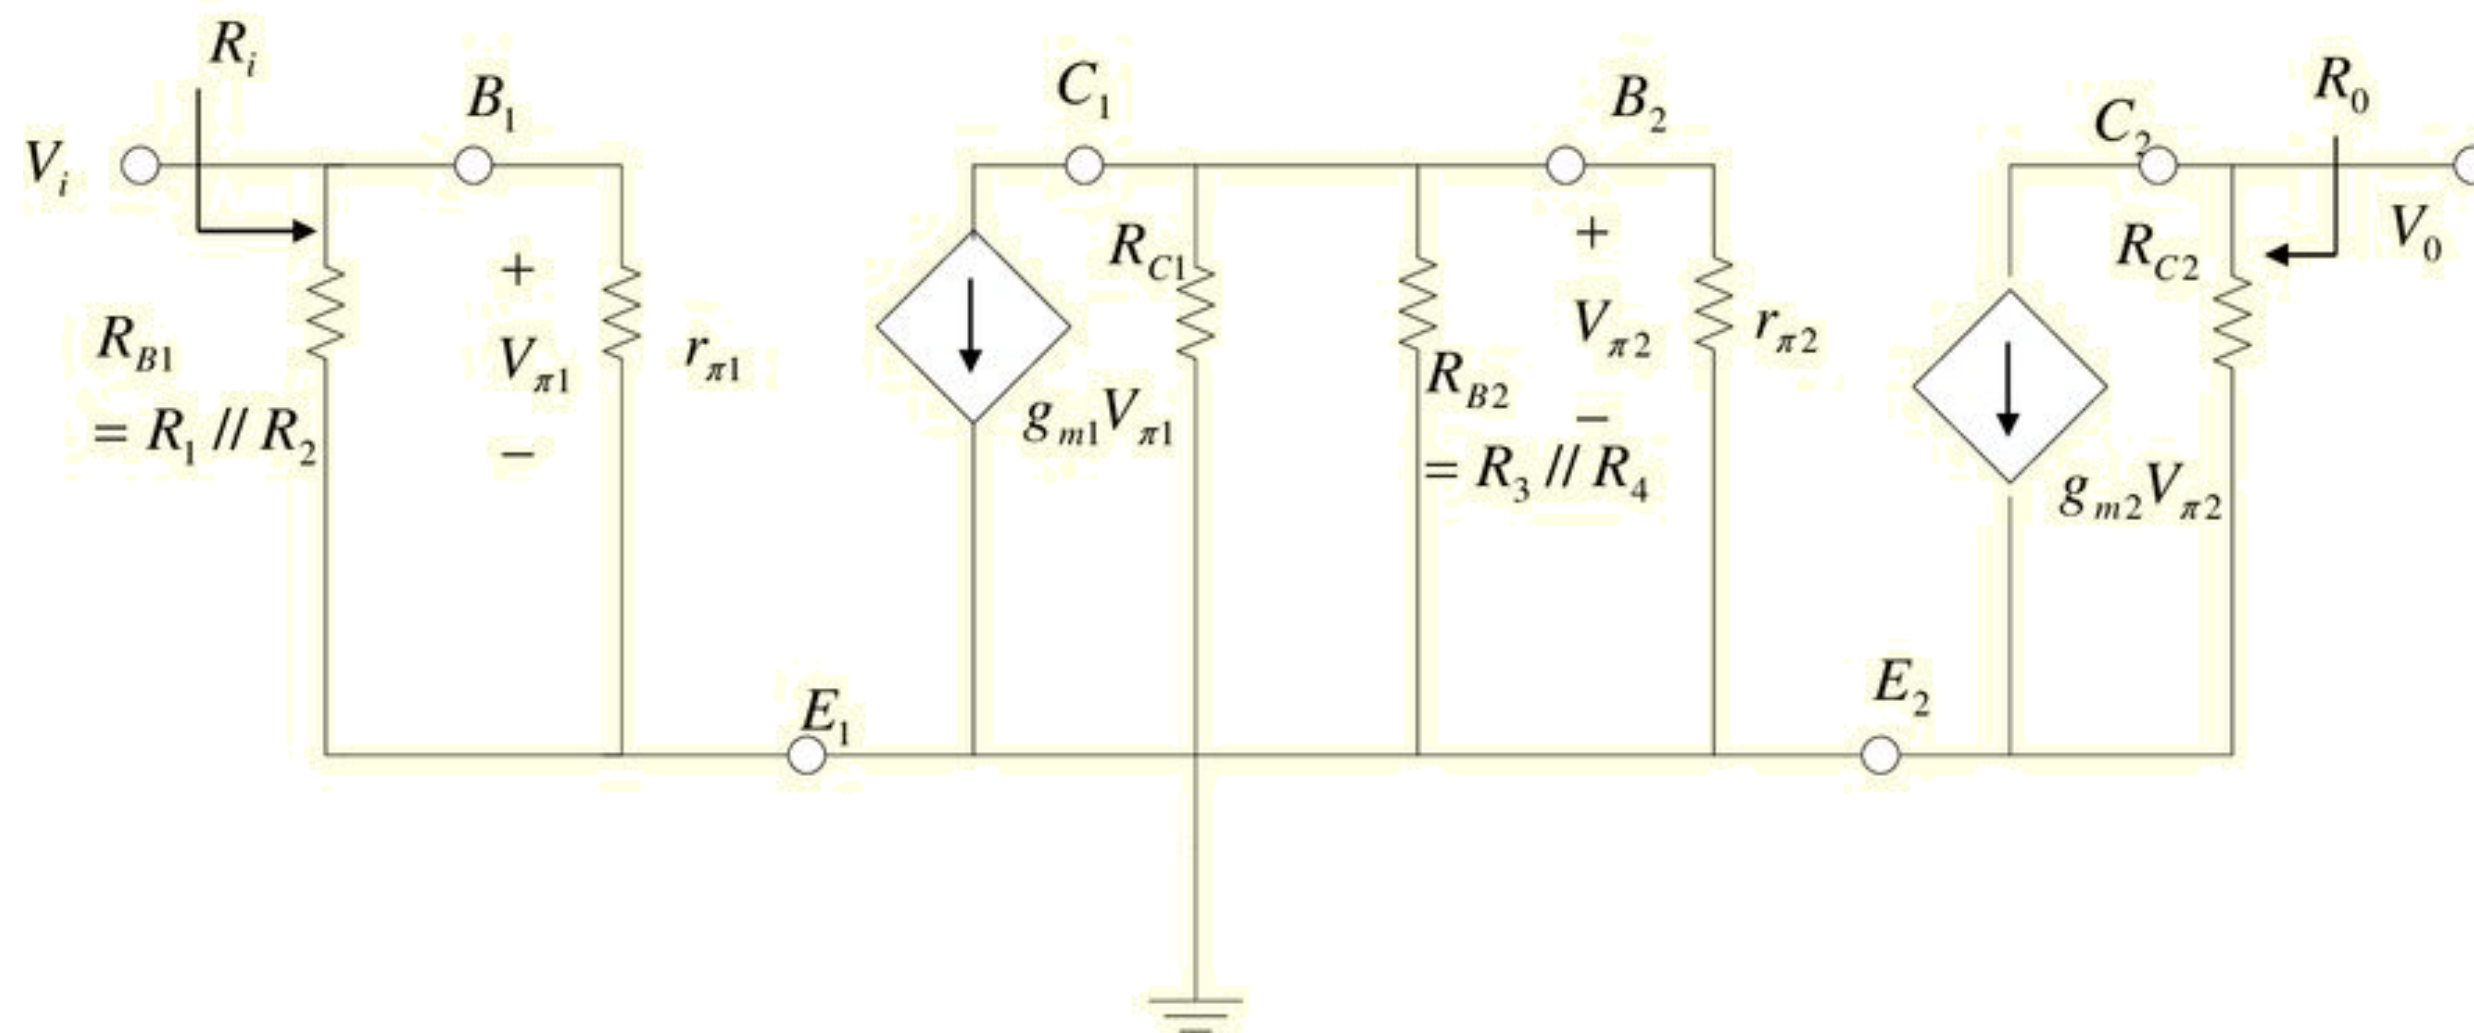 R_i
V_i
B_1
+
V_{π1}
−
R_{B1}
= R_1 // R_2
r_{π1}
E_1
C_1
g_{m1}V_{π1}
R_{C1}
R_{B2}
= R_3 // R_4
B_2
+
V_{π2}
−
r_{π2}
E_2
C_2
g_{m2}V_{π2}
R_{C2}
R_0
V_0